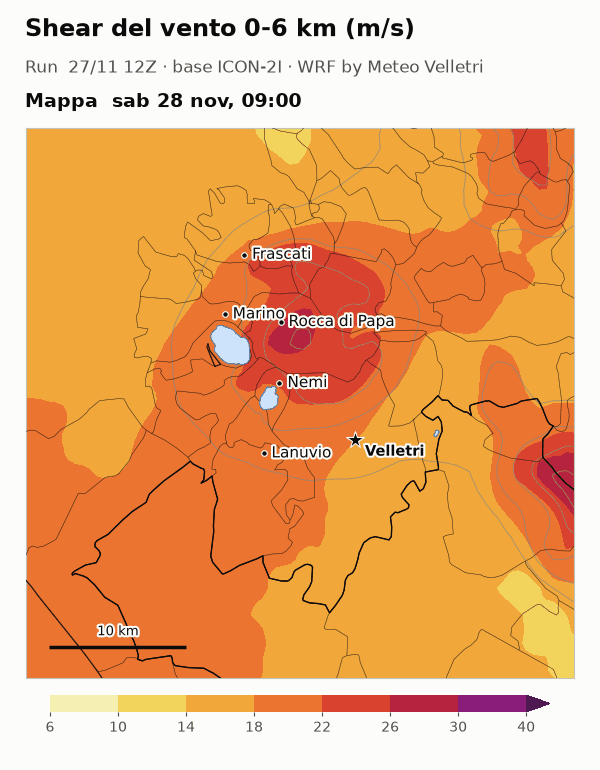 Shear del vento 0-6 km (m/s)
Run  27/11 12Z · base ICON-2I · WRF by Meteo Velletri
Mappa  sab 28 nov, 09:00
Frascati
Marino
Rocca di Papa
Nemi
Velletri
Lanuvio
10 km
6 10 14 18 22 26 30 40